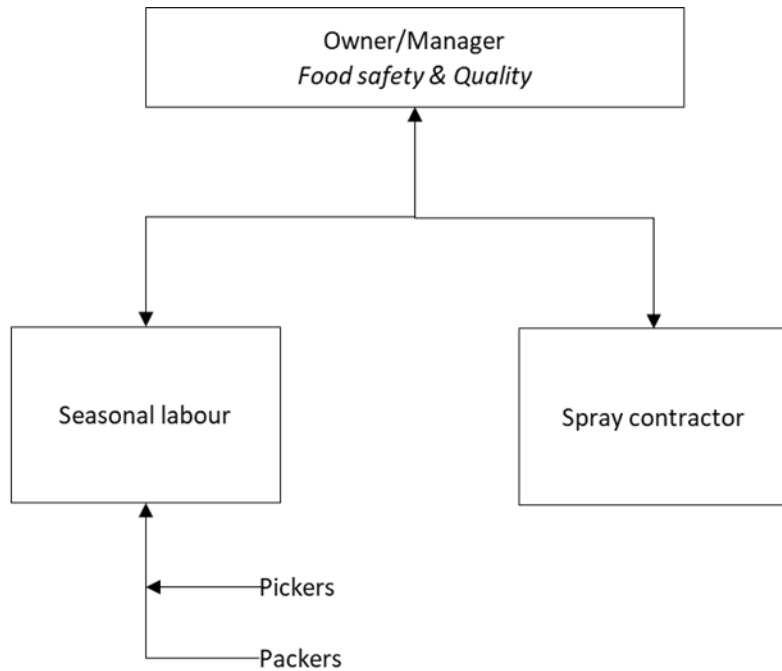 Owner/Manager
Food safety & Quality
Seasonal labour
Spray contractor
Pickers
Packers